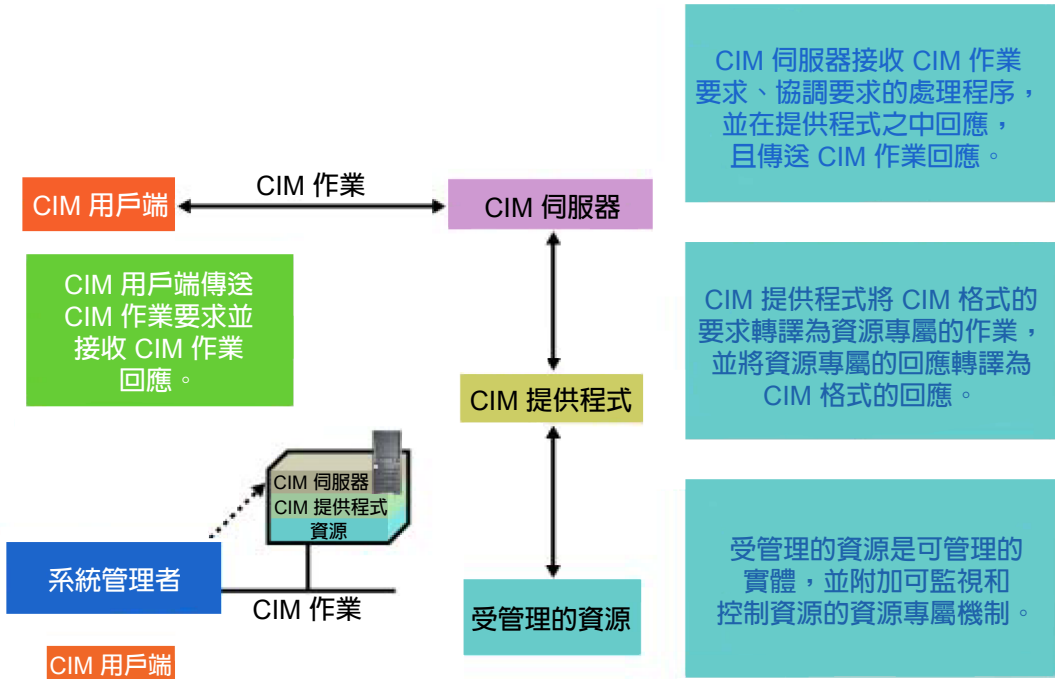 CIM 伺服器接收 CIM 作業
要求、協調要求的處理程序，
並在提供程式之中回應，
且傳送 CIM 作業回應。
CIM 用戶端
CIM 作業
CIM 伺服器
CIM 用戶端傳送
CIM 作業要求並
接收 CIM 作業
回應。
CIM 提供程式將 CIM 格式的
要求轉譯為資源專屬的作業，
並將資源專屬的回應轉譯為
CIM 格式的回應。
CIM 提供程式
CIM 伺服器
CIM 提供程式
資源
系統管理者
CIM 作業
受管理的資源
受管理的資源是可管理的
實體，並附加可監視和
控制資源的資源專屬機制。
CIM 用戶端